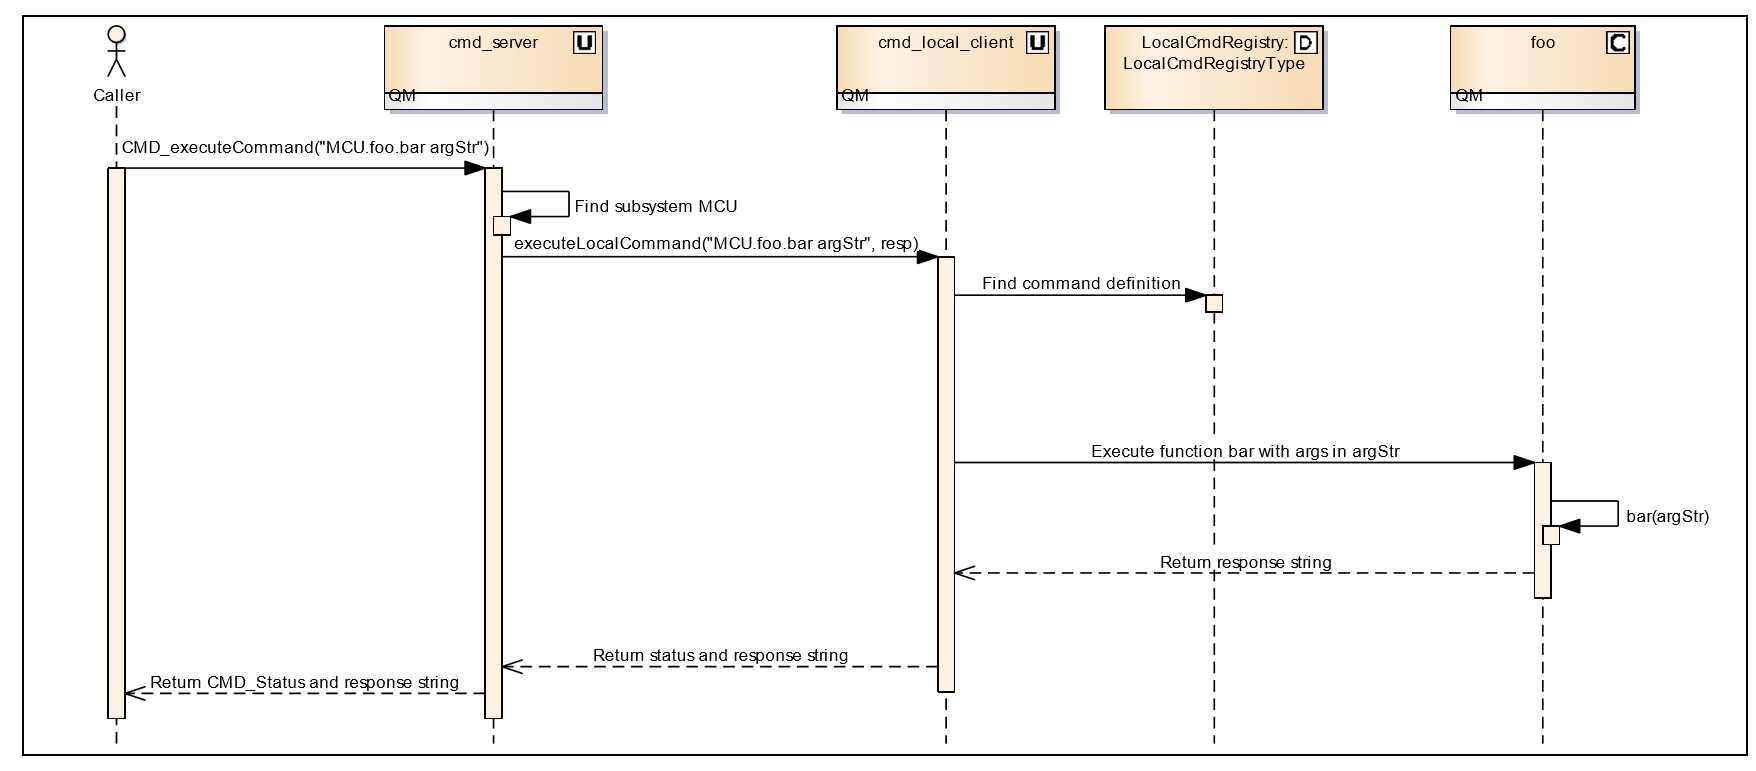 Caller
cmd_server U
QM
cmd_local_client U
QM
LocalCmdRegistry: D
LocalCmdRegistryType
foo C
QM
CMD_executeCommand("MCU.foo.bar argStr")
Find subsystem MCU
executeLocalCommand("MCU.foo.bar argStr", resp)
Find command definition
Execute function bar with args in argStr
bar(argStr)
Return response string
Return status and response string
Return CMD_Status and response string